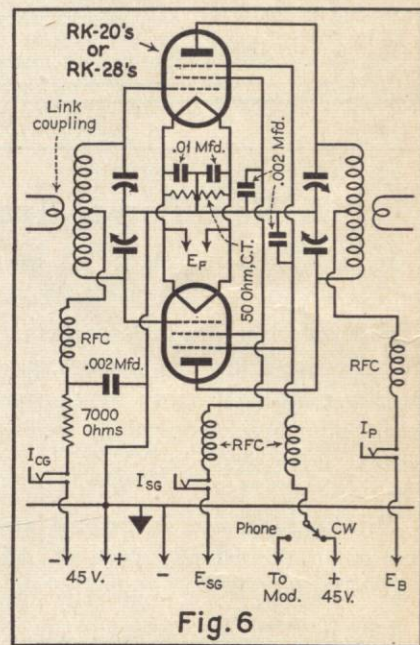 RK-20's
or
RK-28's
Link
coupling
.01 Mfd.
.002 Mfd.
50 Ohm, C.T.
EF
RFC
.002 Mfd.
7000
Ohms
ICG
ISG
RFC
RFC
IP
Phone
CW
- + - ESG To + EB
45 V. Mod. 45 V.
Fig. 6